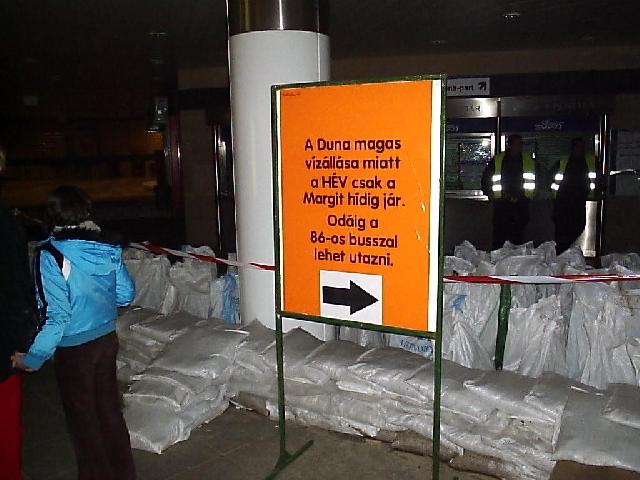 A Duna magas
vízállása miatt
a HÉV csak a
Margit hídig jár.
Odáig a
86-os busszal
lehet utazni.